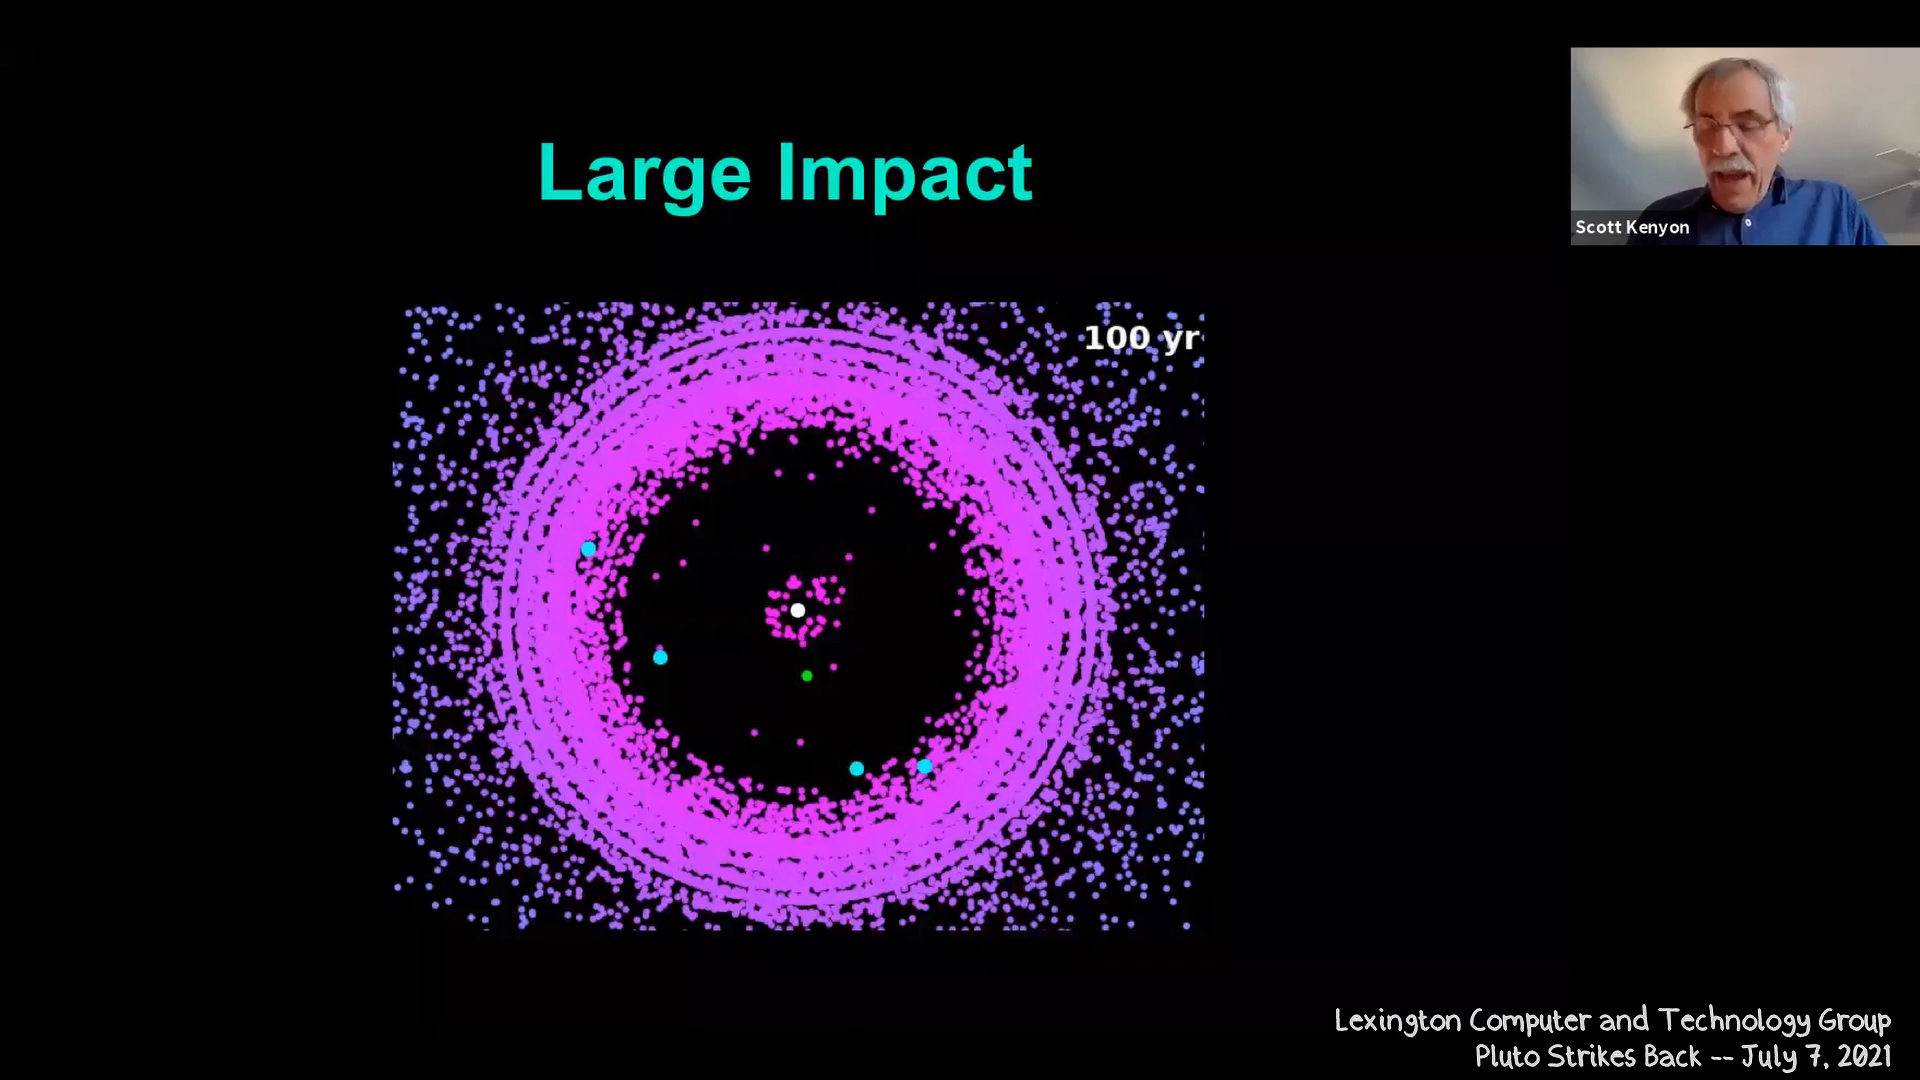 Large Impact
Scott Kenyon
100 yr
Lexington Computer and Technology Group
Pluto Strikes Back -- July 7, 2021